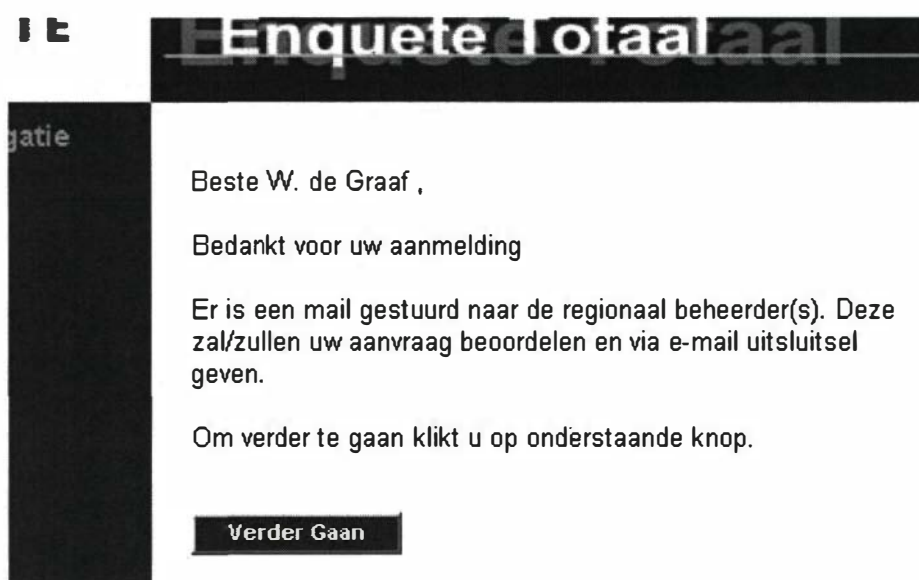 Enquete Totaal
Beste W. de Graaf ,
Bedankt voor uw aanmelding
Er is een mail gestuurd naar de regionaal beheerder(s). Deze
zal/zullen uw aanvraag beoordelen en via e-mail uitsluitsel
geven.
Om verder te gaan klikt u op onderstaande knop.
Verder Gaan